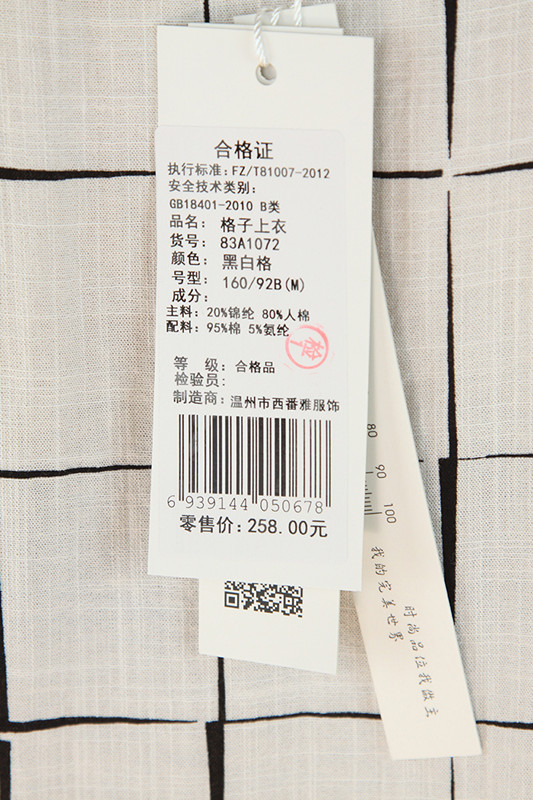 合格证
执行标准: FZ/T81007-2012
安全技术类别:
GB18401-2010 B类
品名: 格子上衣
货号: 83A1072
颜色: 黑白格
号型: 160/92B(M)
成分:
主料: 20%锦纶 80%人棉
配料: 95%棉 5%氨纶
等 级: 合格品
检验员:
制造商: 温州市西番雅服饰
6 939144 050678
零售价: 258.00元
80
90
100
我的完美世界
时尚品位我做主